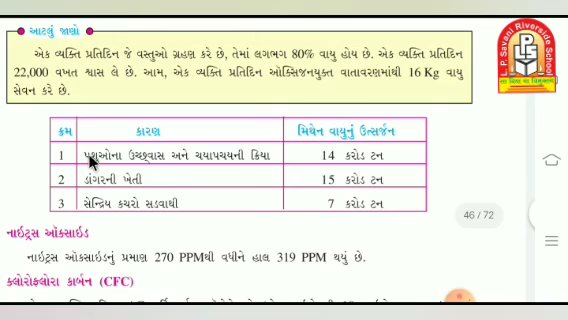 આટલું જાણો
એક વ્યક્તિ પ્રતિદિન જે વસ્તુઓ ગ્રહણ કરે છે, તેમાં લગભગ 80% વાયુ હોય છે. એક વ્યક્તિ પ્રતિદિન
22,000 વખત શ્વાસ લે છે. આમ, એક વ્યક્તિ પ્રતિદિન ઓક્સિજનયુક્ત વાતાવરણમાંથી 16 Kg વાયુ
સેવન કરે છે.
L. P. Savani Riverside School
LPS
ક્રમ કારણ મિથેન વાયુનું ઉત્સર્જન
1 પશુઓના ઉચ્છ્વાસ અને ચયાપચયની ક્રિયા 14 કરોડ ટન
2 ડાંગરની ખેતી 15 કરોડ ટન
3 સેન્દ્રિય કચરો સડવાથી 7 કરોડ ટન
46 / 72
નાઇટ્રસ ઑક્સાઇડ
નાઇટ્રસ ઑક્સાઇડનું પ્રમાણ 270 PPMથી વધીને હાલ 319 PPM થયું છે.
ક્લોરોફ્લોરા કાર્બન (CFC)